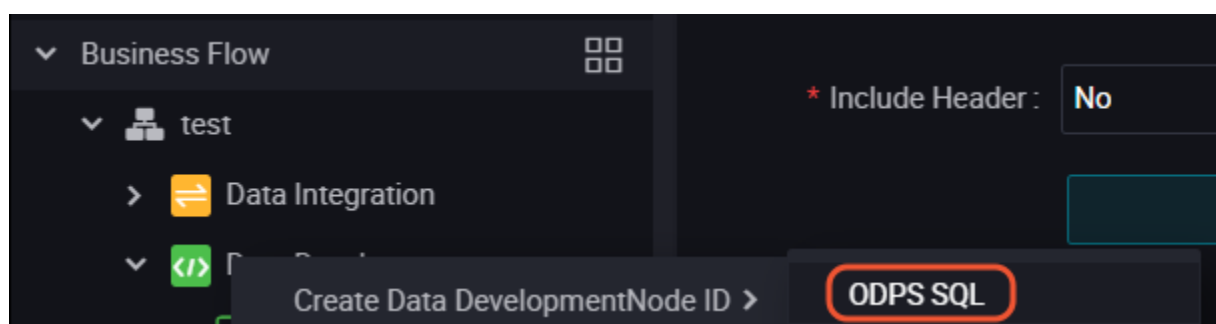 Business Flow
* Include Header : No
test
Data Integration
Create Data DevelopmentNode ID >
ODPS SQL